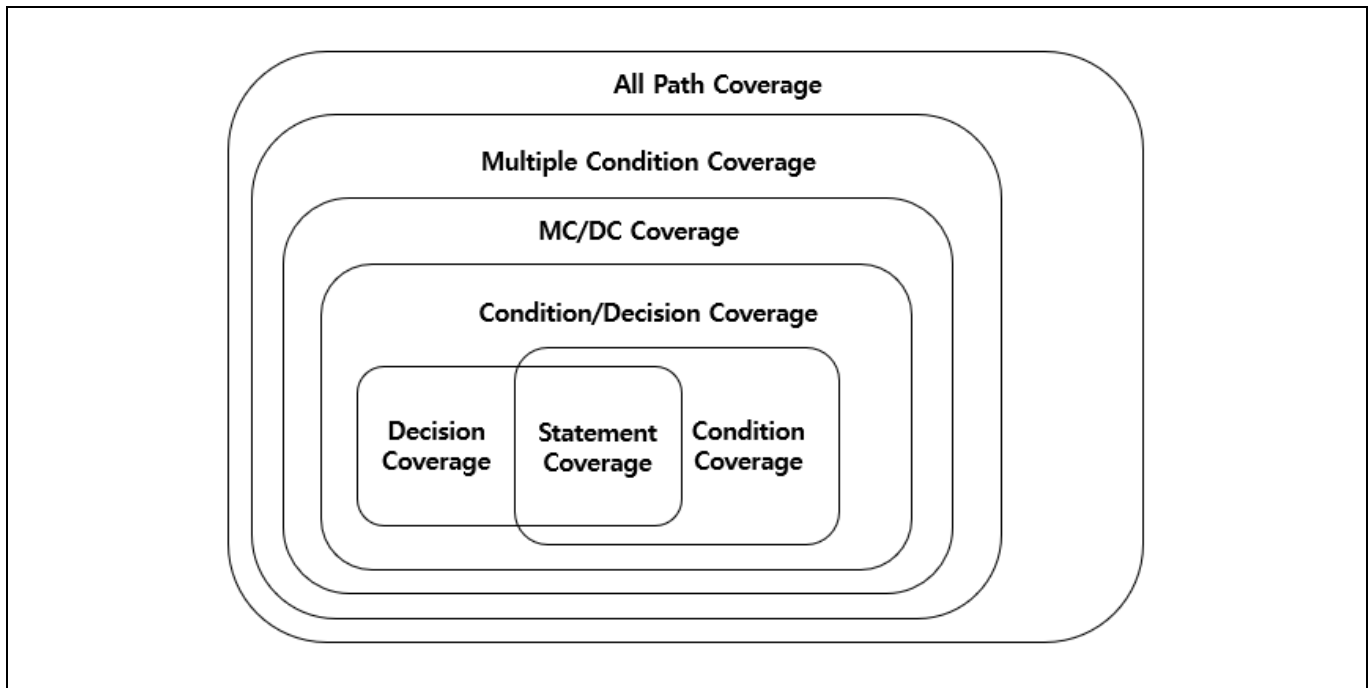 All Path Coverage
Multiple Condition Coverage
MC/DC Coverage
Condition/Decision Coverage
Decision
Coverage
Statement
Coverage
Condition
Coverage